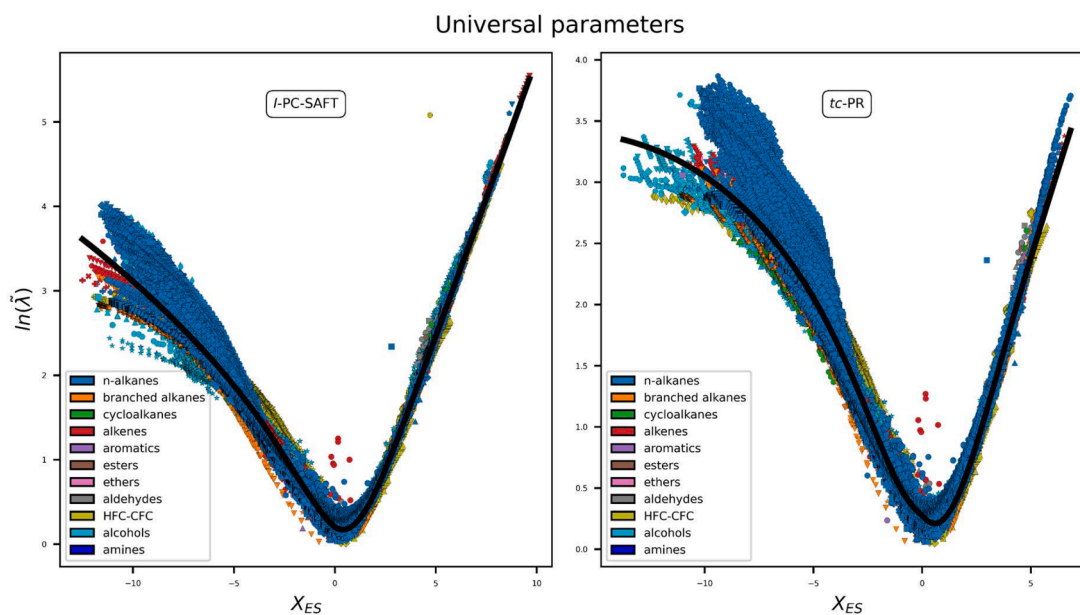 Universal parameters
I-PC-SAFT
ln(λ̃)
5
4
3
2
1
0
n-alkanes
branched alkanes
cycloalkanes
alkenes
aromatics
esters
ethers
aldehydes
HFC-CFC
alcohols
amines
−10
−5
0
5
10
X_ES
tc-PR
4.0
3.5
3.0
2.5
2.0
1.5
1.0
0.5
0.0
n-alkanes
branched alkanes
cycloalkanes
alkenes
aromatics
esters
ethers
aldehydes
HFC-CFC
alcohols
amines
−10
−5
0
5
X_ES